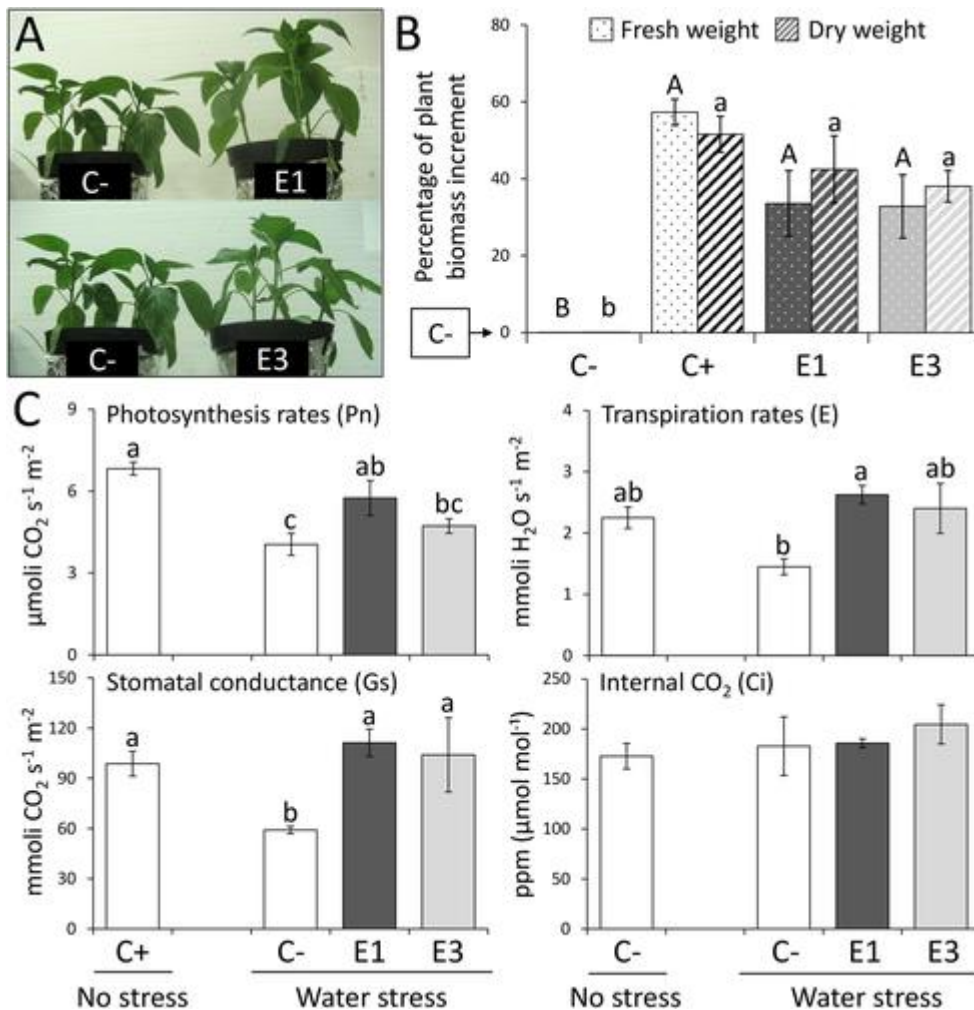 A
C-
E1
C-
E3
B
Fresh weight
Dry weight
Percentage of plant
biomass increment
80
60
40
20
0
C-
B
b
A
a
A
a
A
a
C-
C+
E1
E3
C
Photosynthesis rates (Pn)
μmoli CO₂ s⁻¹ m⁻²
9
6
3
0
a
c
ab
bc
Transpiration rates (E)
mmoli H₂O s⁻¹ m⁻²
4
3
2
1
0
ab
b
a
ab
Stomatal conductance (Gs)
mmoli CO₂ s⁻¹ m⁻²
150
120
90
60
30
0
a
b
a
a
C+
C-
E1
E3
No stress
Water stress
Internal CO₂ (Ci)
ppm (μmol mol⁻¹)
250
200
150
100
50
0
C-
C-
E1
E3
No stress
Water stress